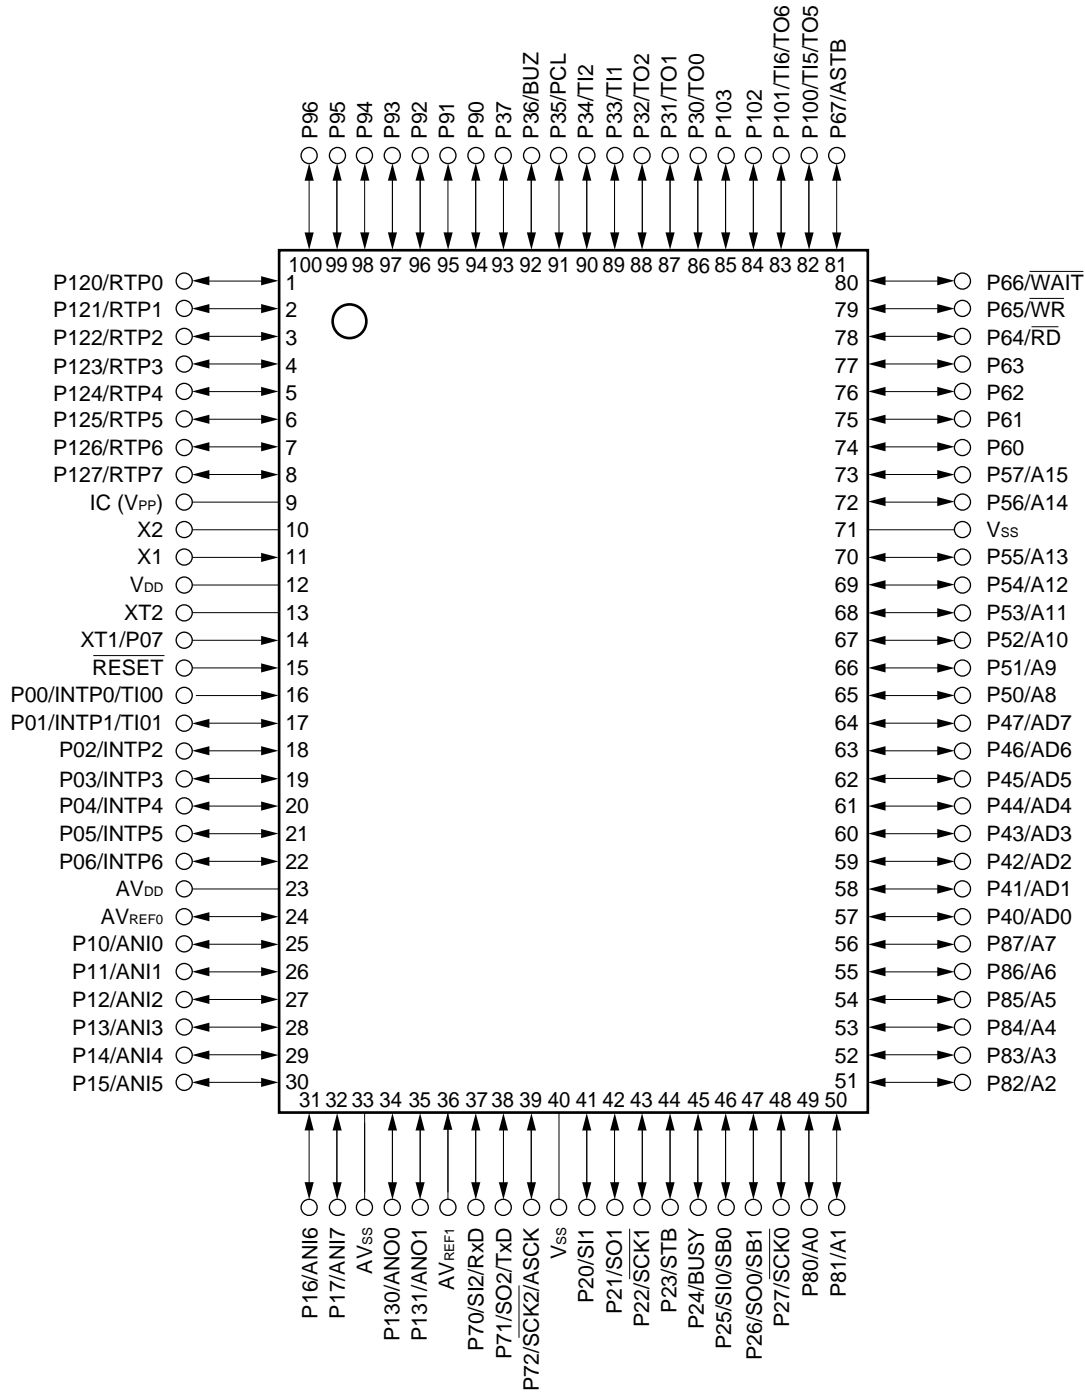 P96
P95
P94
P93
P92
P91
P90
P37
P36/BUZ
P35/PCL
P34/TI2
P33/TI1
P32/TO2
P31/TO1
P30/TO0
P103
P102
P101/TI6/TO6
P100/TI5/TO5
P67/ASTB
100 99 98 97 96 95 94 93 92 91 90 89 88 87 86 85 84 83 82 81
P120/RTP0 1
P121/RTP1 2
P122/RTP2 3
P123/RTP3 4
P124/RTP4 5
P125/RTP5 6
P126/RTP6 7
P127/RTP7 8
IC (VPP) 9
X2 10
X1 11
VDD 12
XT2 13
XT1/P07 14
RESET 15
P00/INTP0/TI00 16
P01/INTP1/TI01 17
P02/INTP2 18
P03/INTP3 19
P04/INTP4 20
P05/INTP5 21
P06/INTP6 22
AVDD 23
AVREF0 24
P10/ANI0 25
P11/ANI1 26
P12/ANI2 27
P13/ANI3 28
P14/ANI4 29
P15/ANI5 30
80 P66/WAIT
79 P65/WR
78 P64/RD
77 P63
76 P62
75 P61
74 P60
73 P57/A15
72 P56/A14
71 VSS
70 P55/A13
69 P54/A12
68 P53/A11
67 P52/A10
66 P51/A9
65 P50/A8
64 P47/AD7
63 P46/AD6
62 P45/AD5
61 P44/AD4
60 P43/AD3
59 P42/AD2
58 P41/AD1
57 P40/AD0
56 P87/A7
55 P86/A6
54 P85/A5
53 P84/A4
52 P83/A3
51 P82/A2
31 32 33 34 35 36 37 38 39 40 41 42 43 44 45 46 47 48 49 50
P16/ANI6
P17/ANI7
AVSS
P130/ANO0
P131/ANO1
AVREF1
P70/SI2/RxD
P71/SO2/TxD
P72/SCK2/ASCK
VSS
P20/SI1
P21/SO1
P22/SCK1
P23/STB
P24/BUSY
P25/SI0/SB0
P26/SO0/SB1
P27/SCK0
P80/A0
P81/A1